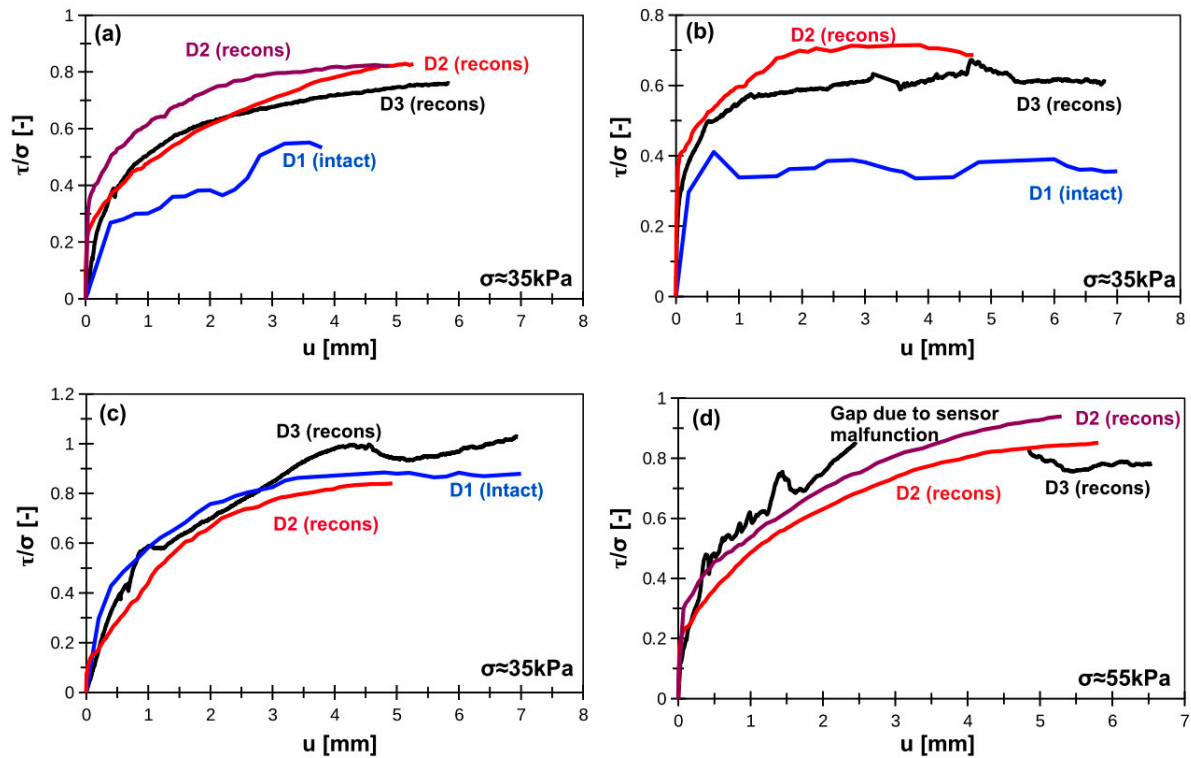 (a)
D2 (recons)
D2 (recons)
D3 (recons)
D1 (intact)
σ≈35kPa
τ/σ [-]
1
0.8
0.6
0.4
0.2
0
0 1 2 3 4 5 6 7 8
u [mm]
(b)
D2 (recons)
D3 (recons)
D1 (intact)
σ≈35kPa
τ/σ [-]
0.8
0.6
0.4
0.2
0
0 1 2 3 4 5 6 7 8
u [mm]
(c)
D3 (recons)
D1 (Intact)
D2 (recons)
σ≈35kPa
τ/σ [-]
1.2
1
0.8
0.6
0.4
0.2
0
0 1 2 3 4 5 6 7 8
u [mm]
(d)
Gap due to sensor
malfunction
D2 (recons)
D2 (recons)
D3 (recons)
σ≈55kPa
τ/σ [-]
1
0.8
0.6
0.4
0.2
0
0 1 2 3 4 5 6 7
u [mm]